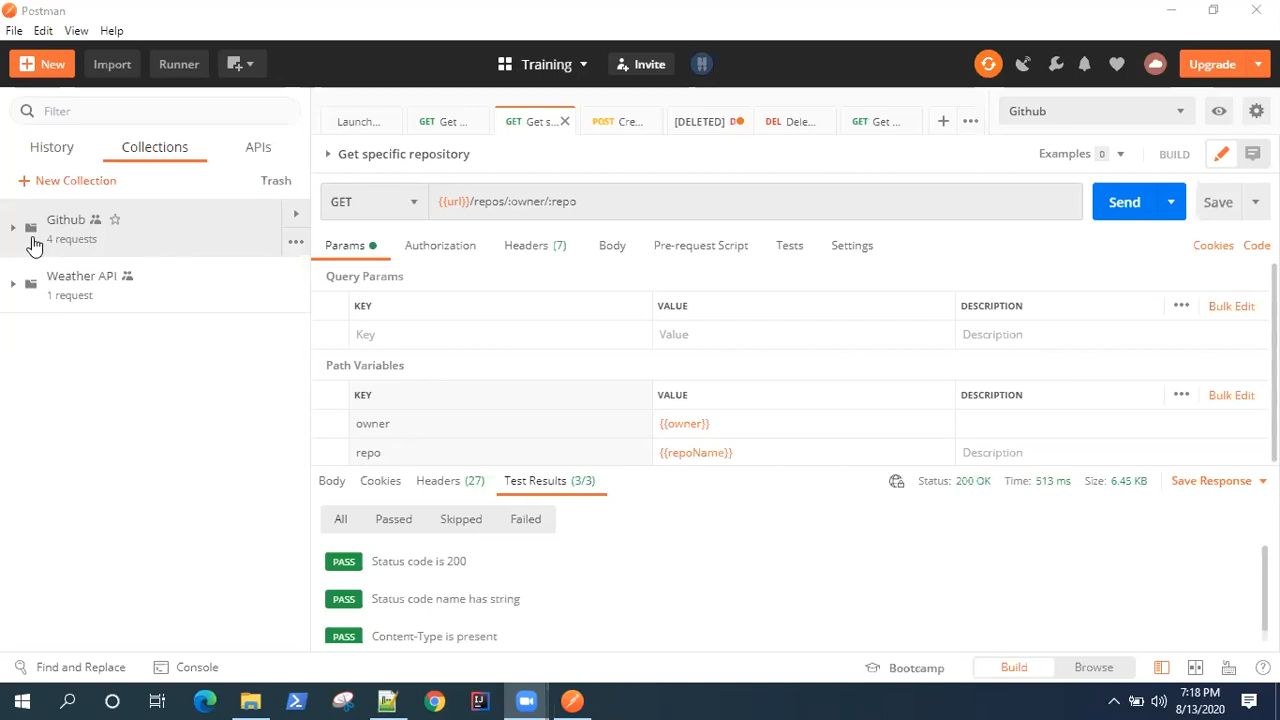 Postman
File Edit View Help
New Import Runner Training Invite Upgrade
Filter
Launch... GET Get ... GET Get s... POST Cre... [DELETED] D DEL Dele... GET Get ... Github
History Collections APIs
Get specific repository Examples 0 BUILD
New Collection Trash
GET {{url}}/repos/:owner/:repo Send Save
Github
4 requests
Params Authorization Headers (7) Body Pre-request Script Tests Settings Cookies Code
Weather API
1 request
Query Params
KEY VALUE DESCRIPTION Bulk Edit
Key Value Description
Path Variables
KEY VALUE DESCRIPTION Bulk Edit
owner {{owner}}
repo {{repoName}} Description
Body Cookies Headers (27) Test Results (3/3) Status: 200 OK Time: 513 ms Size: 6.45 KB Save Response
All Passed Skipped Failed
PASS Status code is 200
PASS Status code name has string
PASS Content-Type is present
Find and Replace Console Bootcamp Build Browse
7:18 PM
8/13/2020